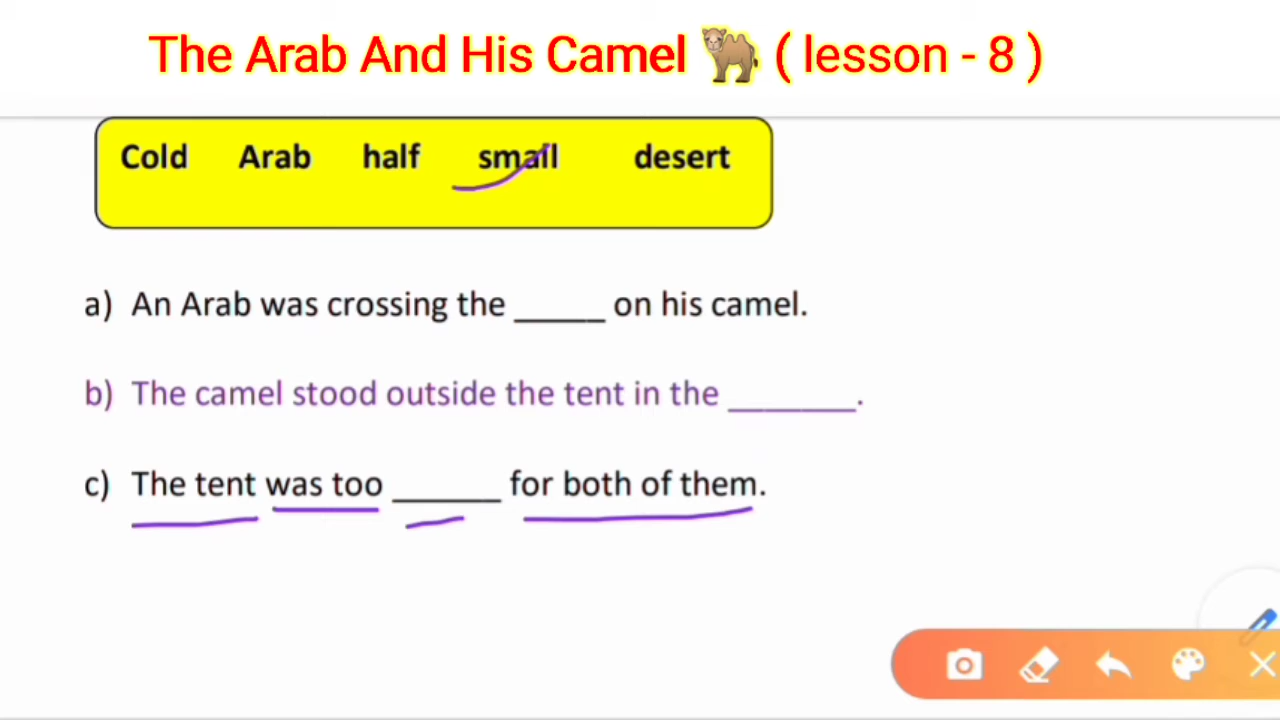 The Arab And His Camel 🐫 ( lesson - 8 )
Cold Arab half small desert
a) An Arab was crossing the _____ on his camel.
b) The camel stood outside the tent in the _______.
c) The tent was too ______ for both of them.